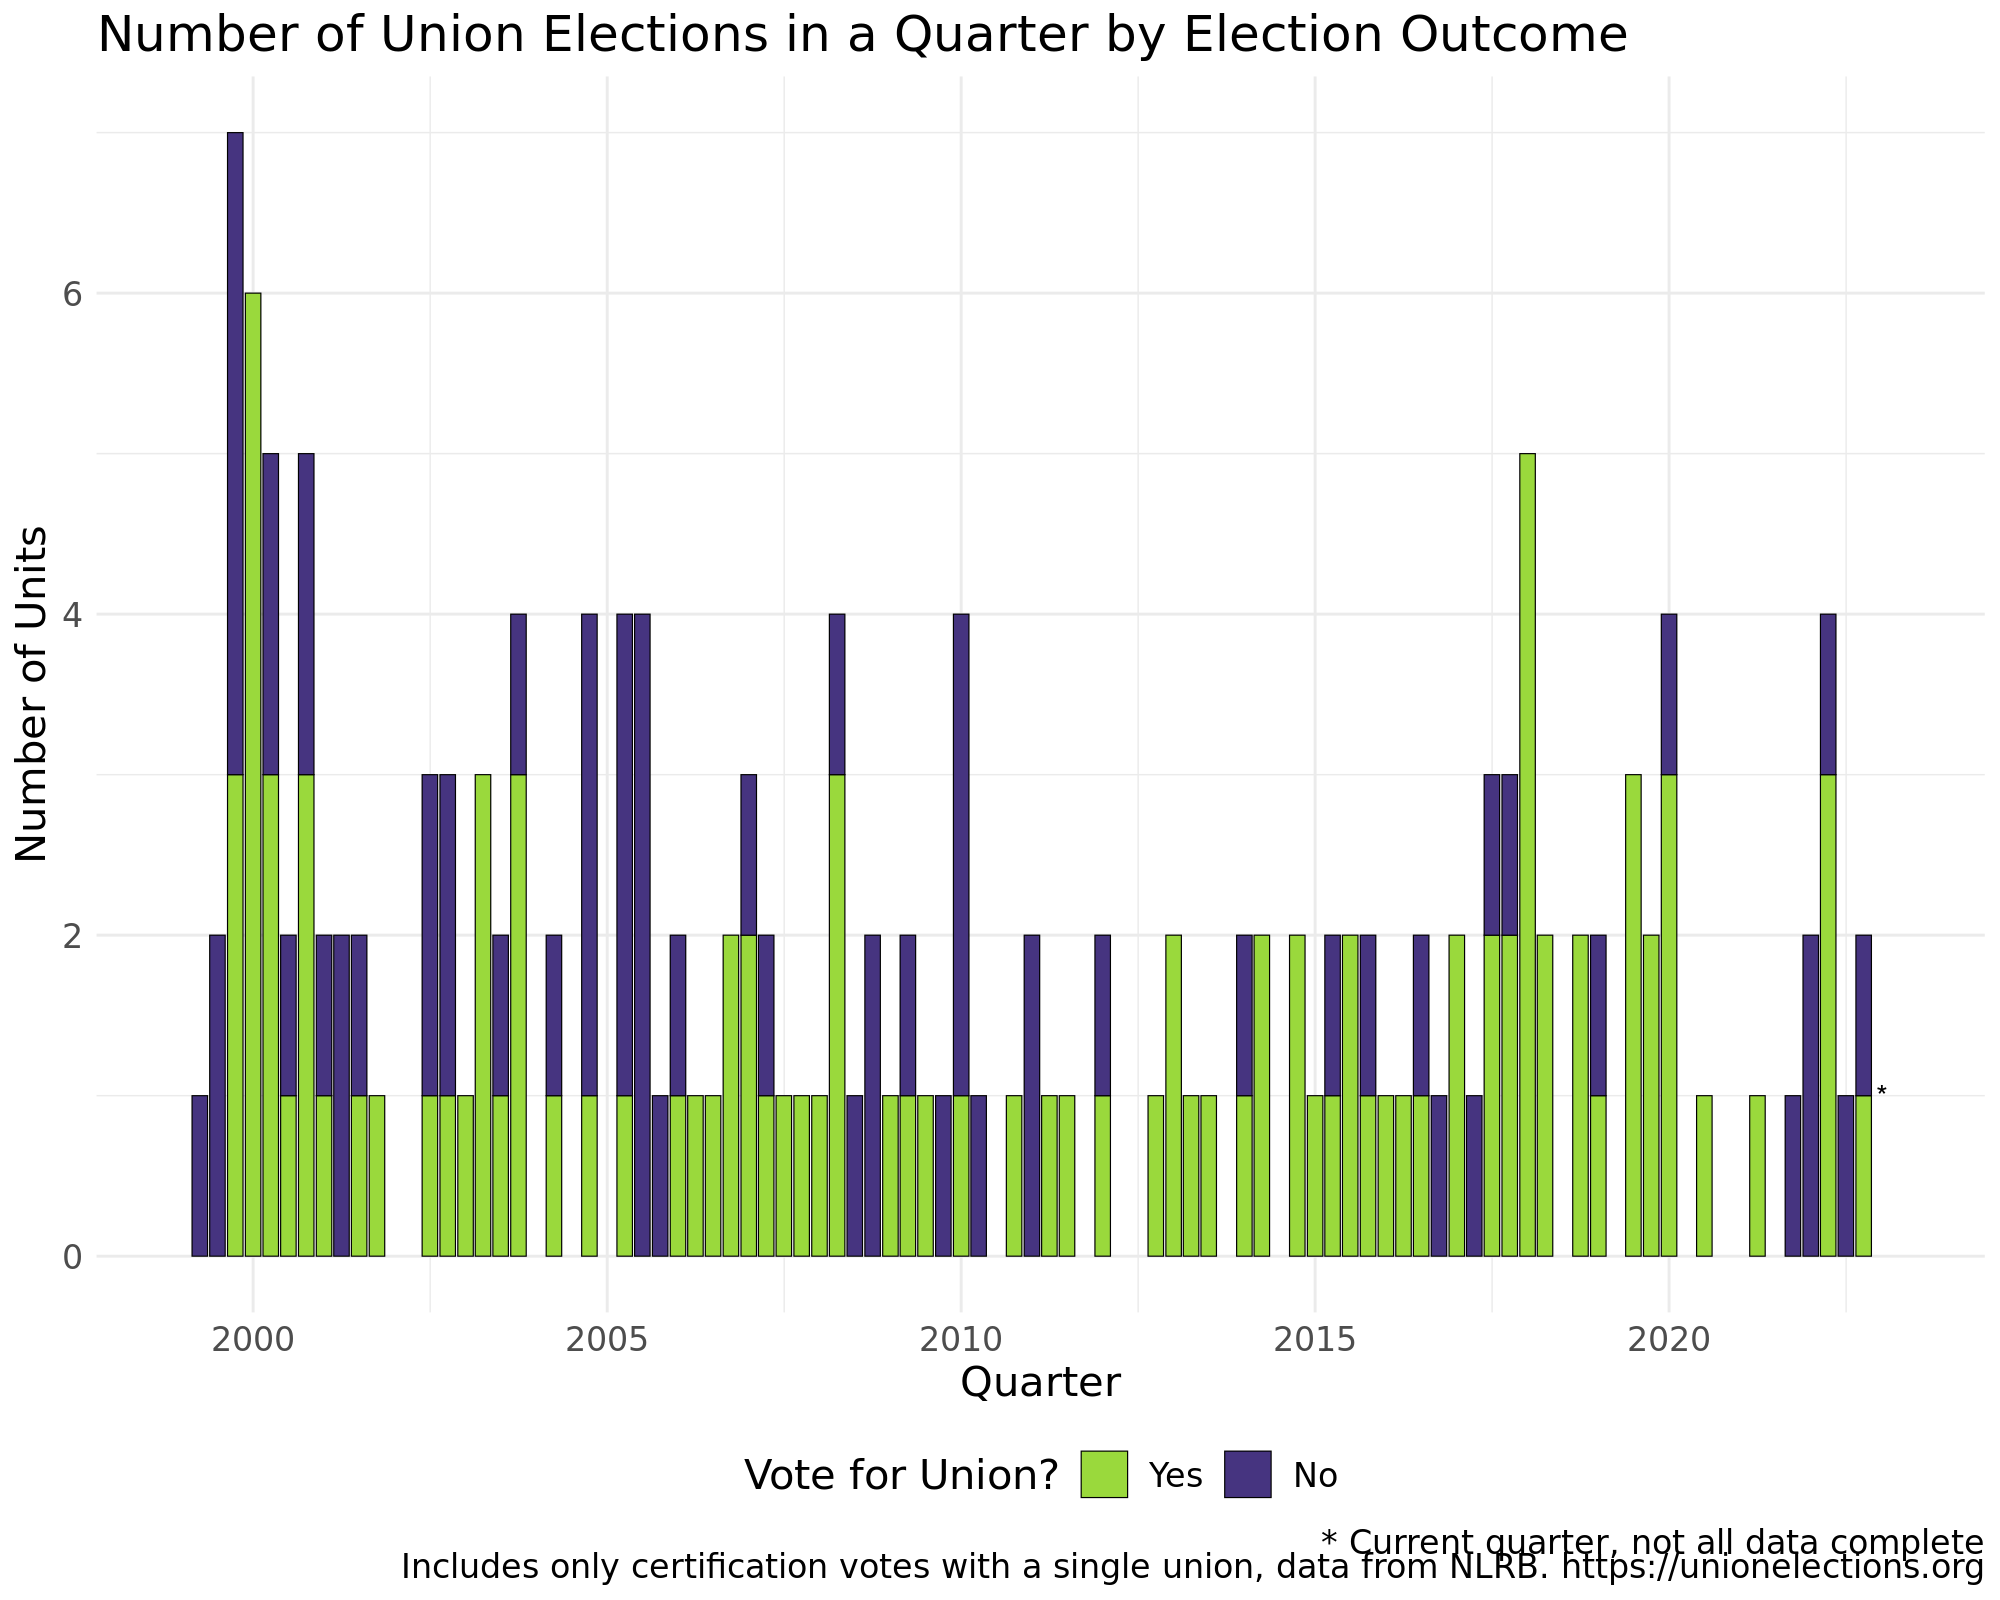 Number of Union Elections in a Quarter by Election Outcome
Number of Units
6
4
2
0
*
2000 2005 2010 2015 2020
Quarter
Vote for Union? Yes No
* Current quarter, not all data complete
Includes only certification votes with a single union, data from NLRB. https://unionelections.org